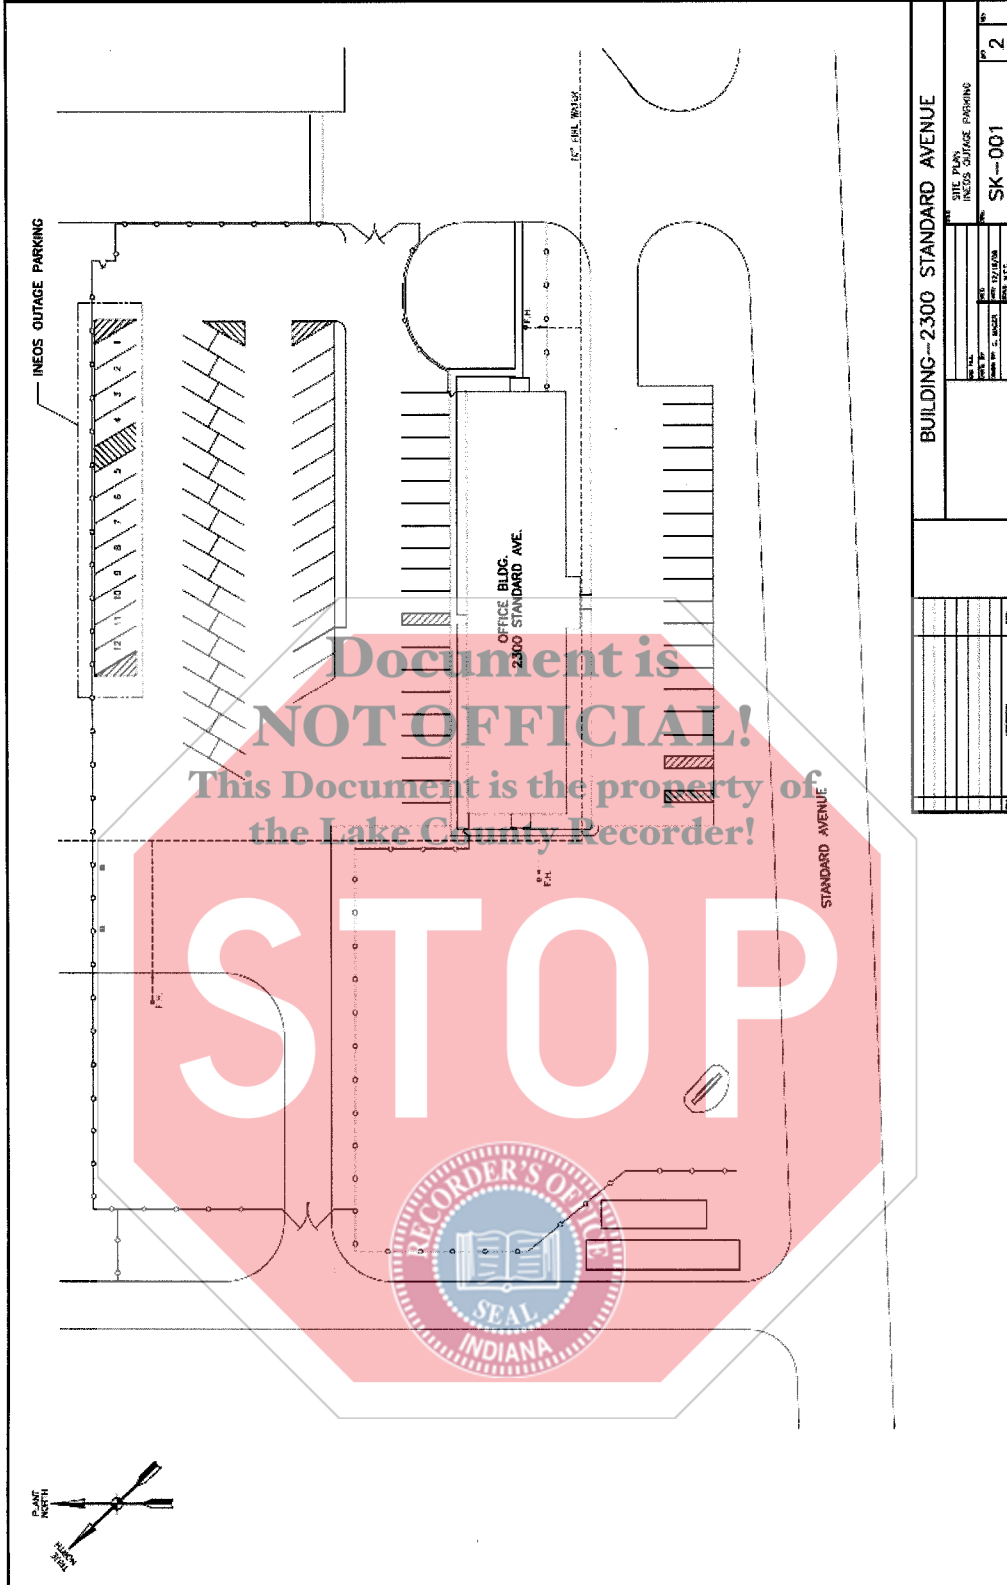 INEOS OUTAGE PARKING
1
2
3
4
5
6
7
8
9
10
11
12
10" FIRE WATER
F.H.
OFFICE BLDG.
2300 STANDARD AVE.
F.H.
F.H.
STANDARD AVENUE
PLANT
NORTH
TRUE
NORTH
BUILDING-2300 STANDARD AVENUE
SITE PLAN
INEOS OUTAGE PARKING
SK-001
2
Document is
NOT OFFICIAL!
This Document is the property of
the Lake County Recorder!
STOP
RECORDER'S OFFICE
SEAL
INDIANA